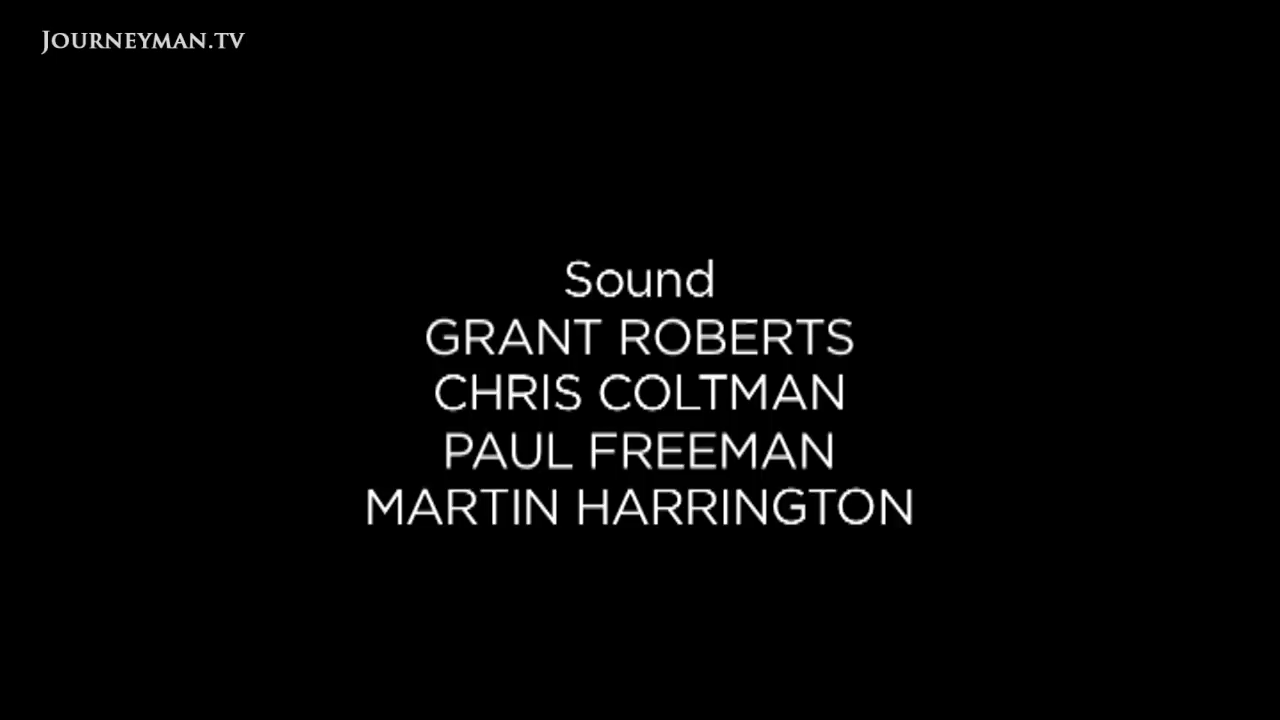 JOURNEYMAN.TV
Sound
GRANT ROBERTS
CHRIS COLTMAN
PAUL FREEMAN
MARTIN HARRINGTON